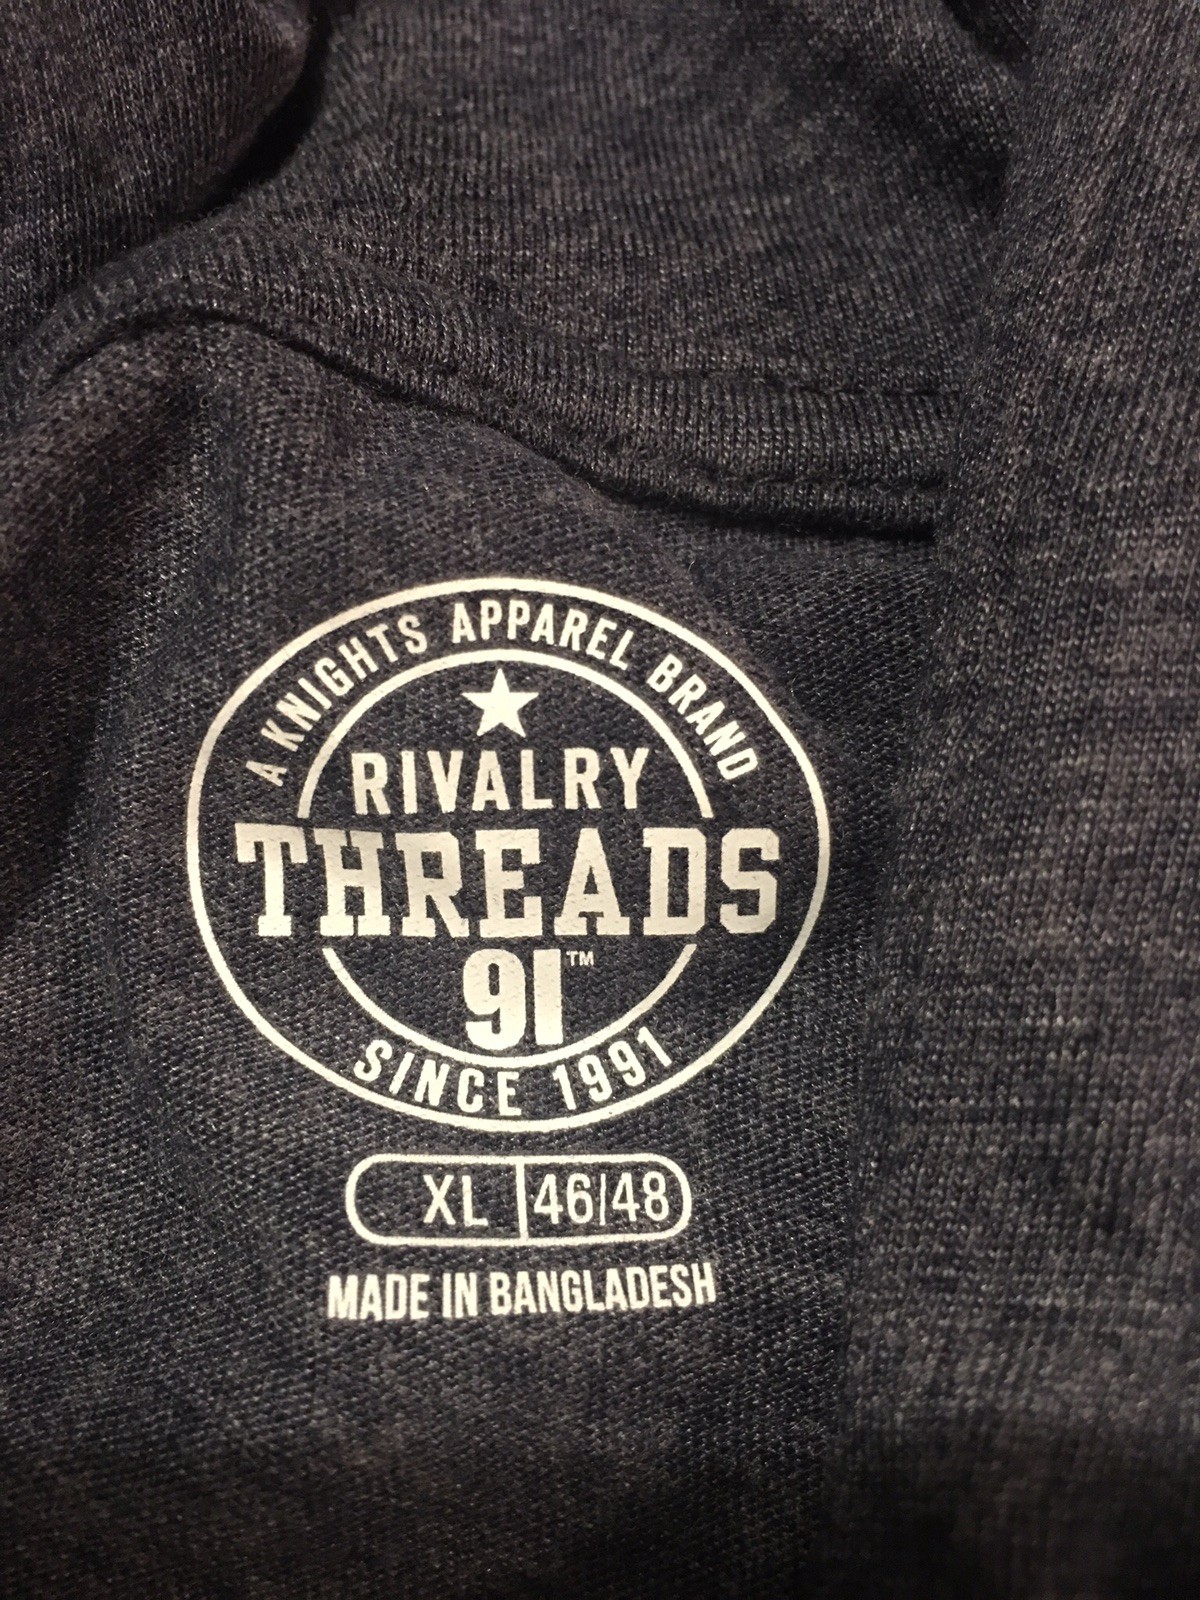 A KNIGHTS APPAREL BRAND
RIVALRY
THREADS
91™
SINCE 1991
XL 46/48
MADE IN BANGLADESH